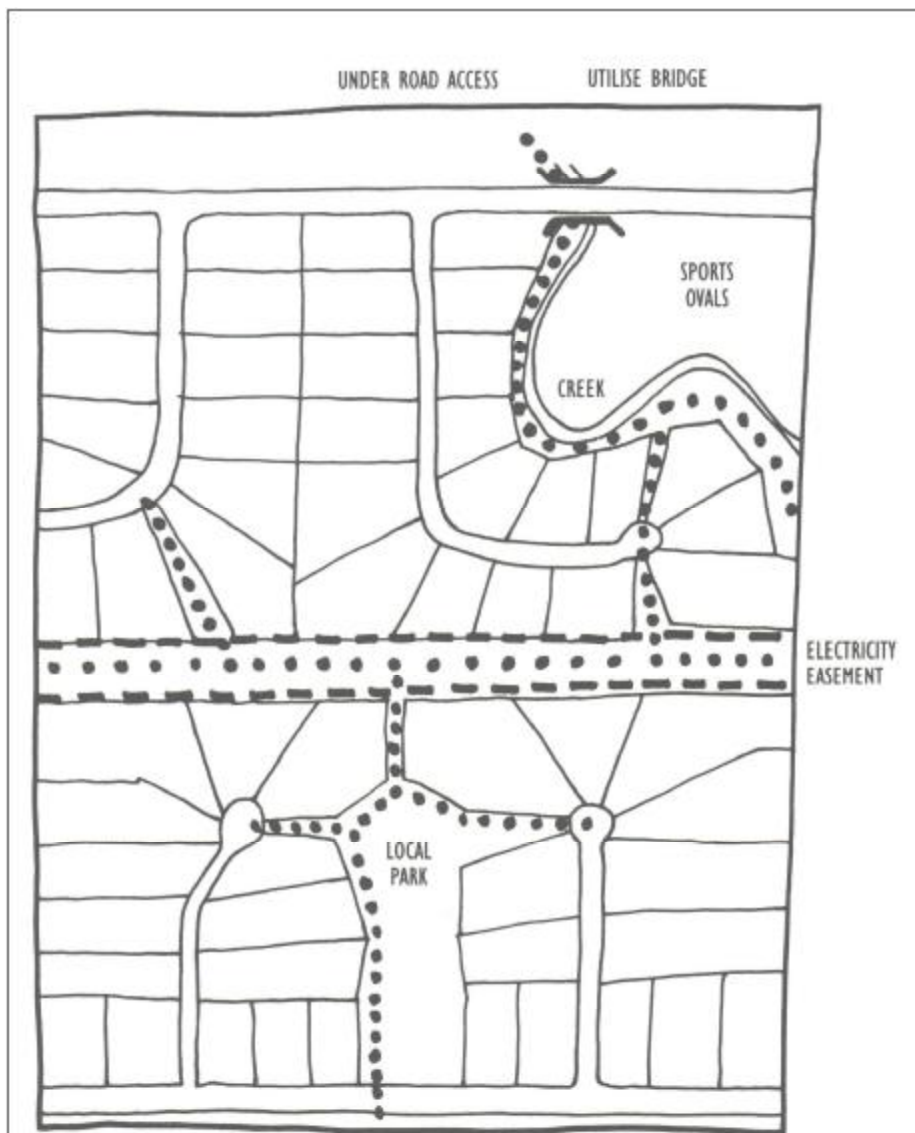 UNDER ROAD ACCESS
UTILISE BRIDGE
SPORTS
OVALS
CREEK
ELECTRICITY
EASEMENT
LOCAL
PARK